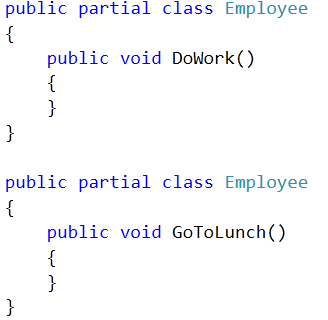 public partial class Employee
{
    public void DoWork()
    {
    }
}

public partial class Employee
{
    public void GoToLunch()
    {
    }
}